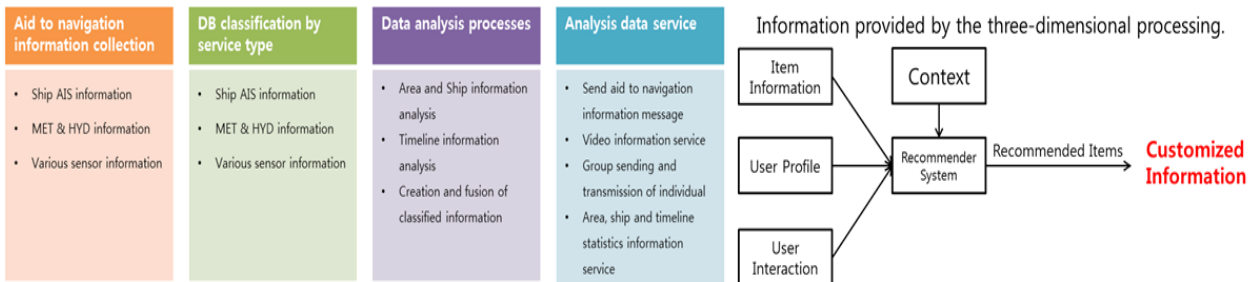 Aid to navigation
information collection
• Ship AIS information
• MET & HYD information
• Various sensor information
DB classification by
service type
• Ship AIS information
• MET & HYD information
• Various sensor information
Data analysis processes
• Area and Ship information
analysis
• Timeline information
analysis
• Creation and fusion of
classified information
Analysis data service
• Send aid to navigation
information message
• Video information service
• Group sending and
transmission of individual
• Area, ship and timeline
statistics information
service
Information provided by the three-dimensional processing.
Item
Information
Context
User Profile
Recommender
System
Recommended Items
Customized
Information
User
Interaction